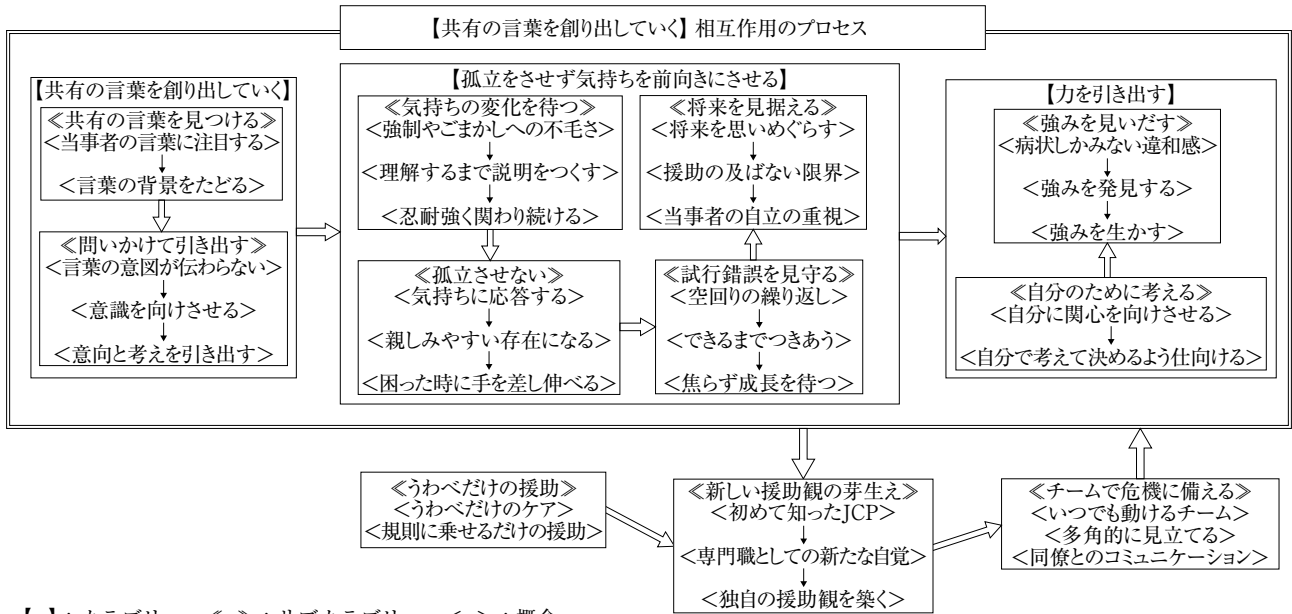 【共有の言葉を創り出していく】相互作用のプロセス
【共有の言葉を創り出していく】
≪共有の言葉を見つける≫
<当事者の言葉に注目する>
<言葉の背景をたどる>
≪問いかけて引き出す≫
<言葉の意図が伝わらない>
<意識を向けさせる>
<意向と考えを引き出す>
【孤立をさせず気持ちを前向きにさせる】
≪気持ちの変化を待つ≫
<強制やごまかしへの不毛さ>
<理解するまで説明をつくす>
<忍耐強く関わり続ける>
≪孤立させない≫
<気持ちに応答する>
<親しみやすい存在になる>
<困った時に手を差し伸べる>
≪将来を見据える≫
<将来を思いめぐらす>
<援助の及ばない限界>
<当事者の自立の重視>
≪試行錯誤を見守る≫
<空回りの繰り返し>
<できるまでつきあう>
<焦らず成長を待つ>
【力を引き出す】
≪強みを見いだす≫
<病状しかみない違和感>
<強みを発見する>
<強みを生かす>
≪自分のために考える≫
<自分に関心を向けさせる>
<自分で考えて決めるよう仕向ける>
≪うわべだけの援助≫
<うわべだけのケア>
<規則に乗せるだけの援助>
≪新しい援助観の芽生え≫
<初めて知ったJCP>
<専門職としての新たな自覚>
<独自の援助観を築く>
≪チームで危機に備える≫
<いつでも動けるチーム>
<多角的に見立てる>
<同僚とのコミュニケーション>